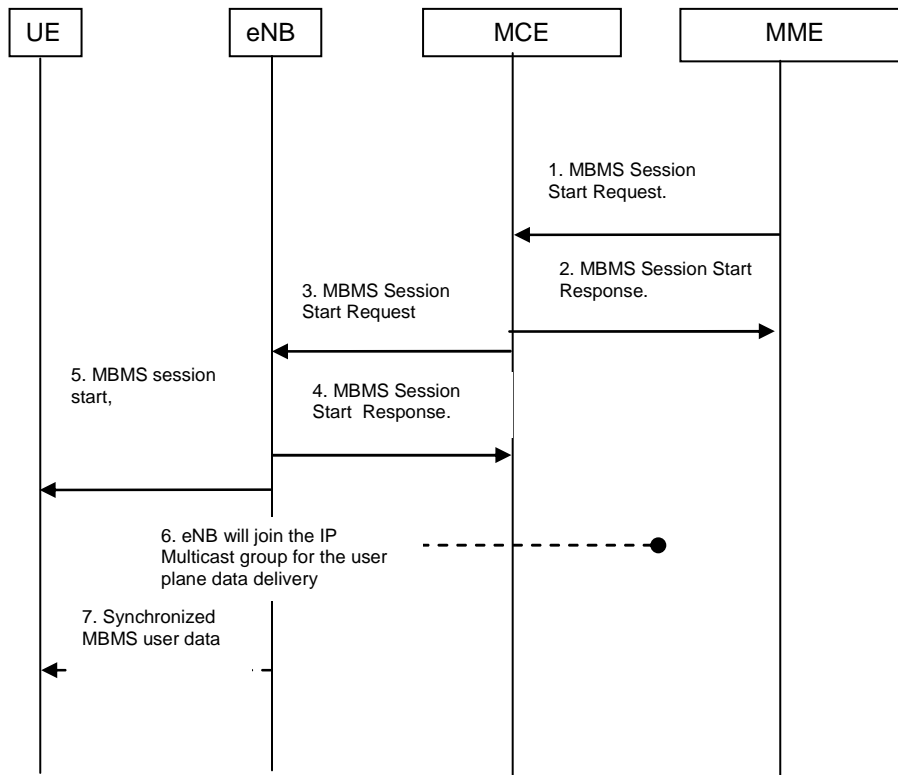 UE
eNB
MCE
MME
1. MBMS Session
Start Request.
2. MBMS Session Start
Response.
3. MBMS Session
Start Request
4. MBMS Session
Start Response.
5. MBMS session
start,
6. eNB will join the IP
Multicast group for the user
plane data delivery
7. Synchronized
MBMS user data